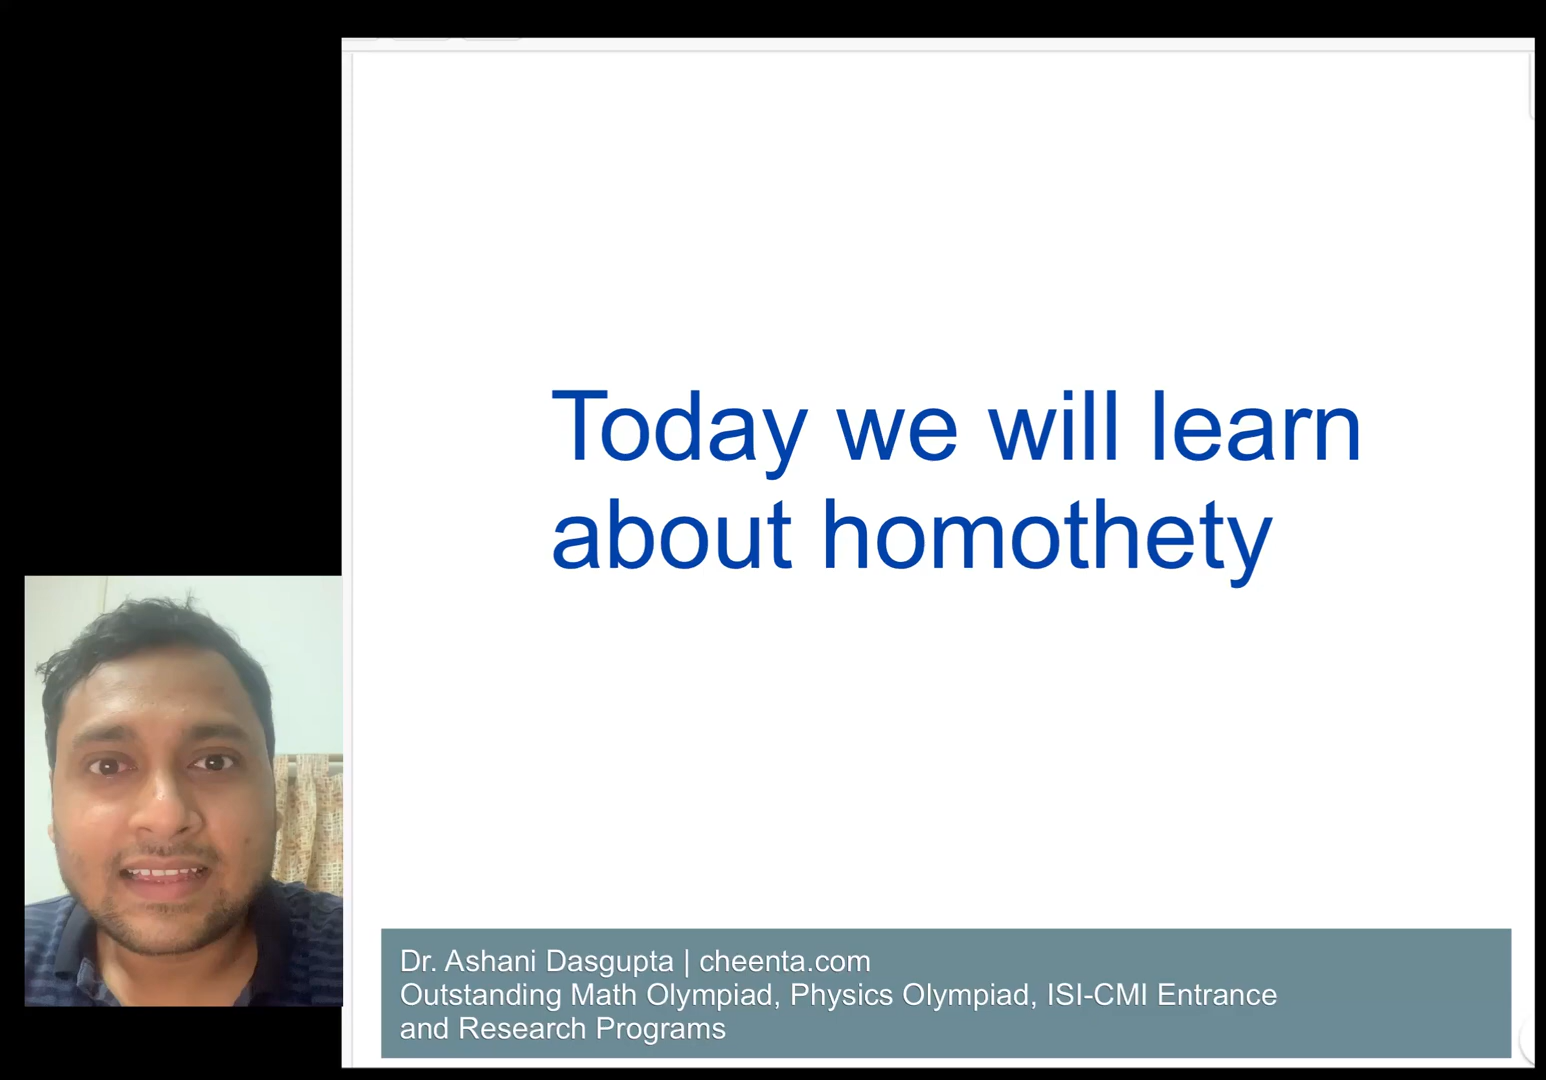 Today we will learn
about homothety
Dr. Ashani Dasgupta | cheenta.com
Outstanding Math Olympiad, Physics Olympiad, ISI-CMI Entrance
and Research Programs